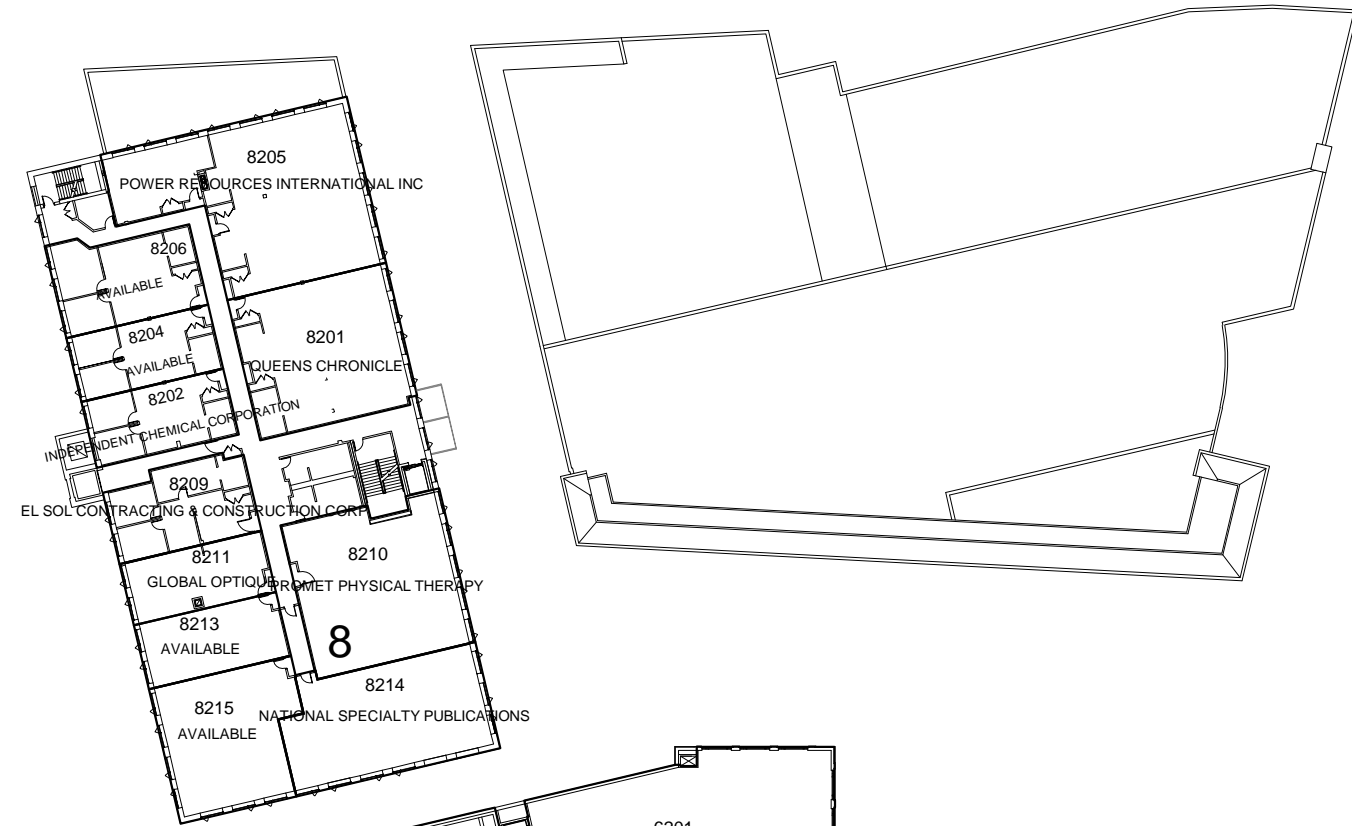 8205
POWER RESOURCES INTERNATIONAL INC
8206
AVAILABLE
8204
AVAILABLE
8201
QUEENS CHRONICLE
8202
INDEPENDENT CHEMICAL CORPORATION
8209
EL SOL CONTRACTING & CONSTRUCTION CORP
8211
GLOBAL OPTIQUE
8210
PROMET PHYSICAL THERAPY
8213
AVAILABLE
8
8214
NATIONAL SPECIALTY PUBLICATIONS
8215
AVAILABLE